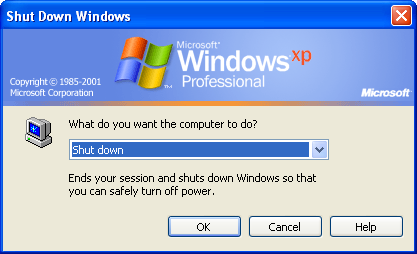 Shut Down Windows
Microsoft®
Windows xp
Professional
Copyright © 1985-2001
Microsoft Corporation
Microsoft
What do you want the computer to do?
Shut down
Ends your session and shuts down Windows so that
you can safely turn off power.
OK
Cancel
Help